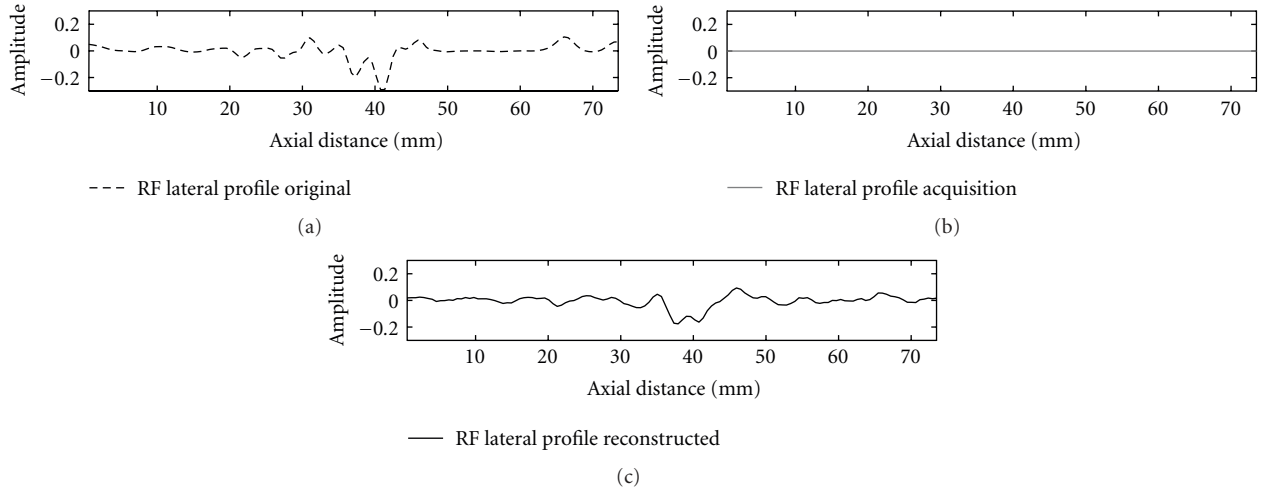 Amplitude
0.2
0
−0.2
10 20 30 40 50 60 70
Axial distance (mm)
RF lateral profile original
(a)
Amplitude
0.2
0
−0.2
10 20 30 40 50 60 70
Axial distance (mm)
RF lateral profile acquisition
(b)
Amplitude
0.2
0
−0.2
10 20 30 40 50 60 70
Axial distance (mm)
RF lateral profile reconstructed
(c)